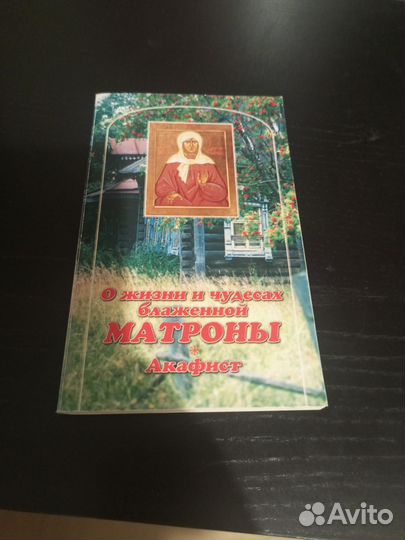 О жизни и чудесах
блаженной
МАТРОНЫ
Акафист
Avito